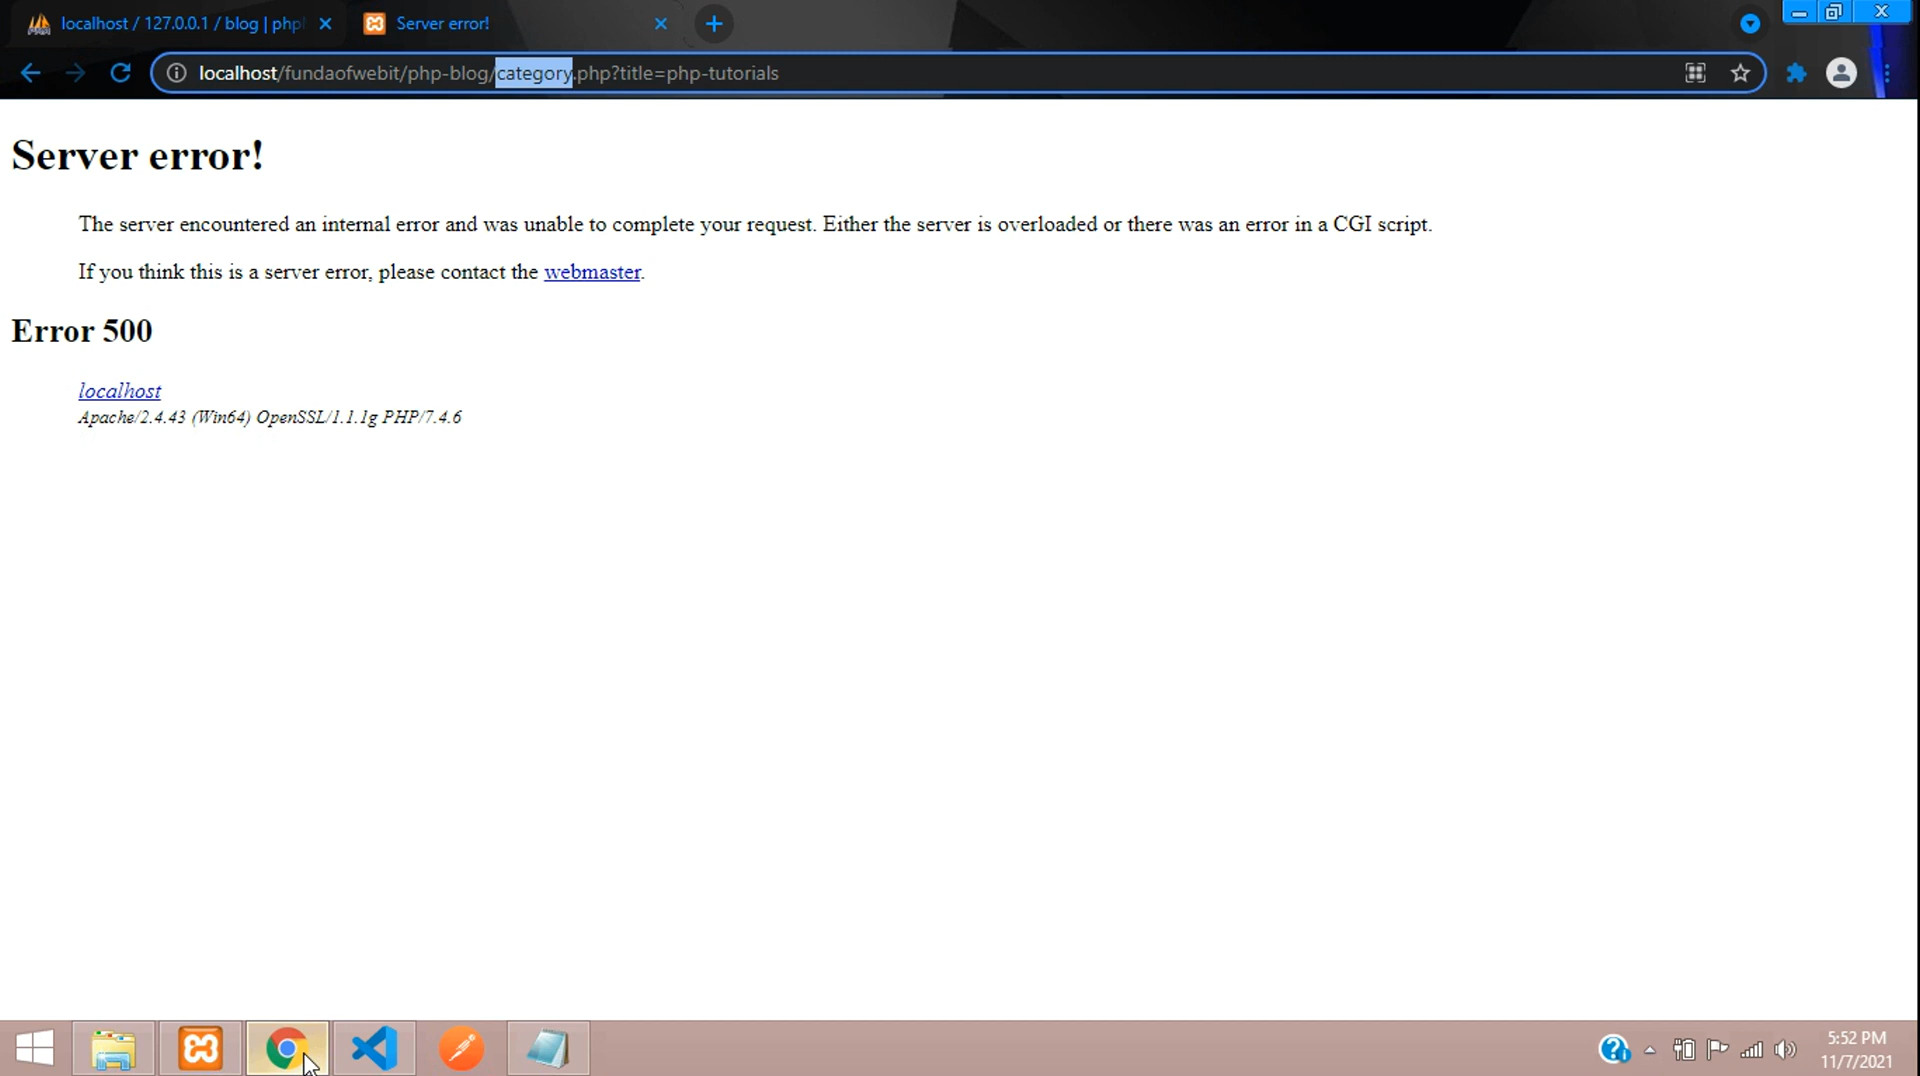 localhost / 127.0.0.1 / blog | php
Server error!
localhost/fundaofwebit/php-blog/category.php?title=php-tutorials
Server error!
The server encountered an internal error and was unable to complete your request. Either the server is overloaded or there was an error in a CGI script.
If you think this is a server error, please contact the webmaster.
Error 500
localhost
Apache/2.4.43 (Win64) OpenSSL/1.1.1g PHP/7.4.6
5:52 PM
11/7/2021